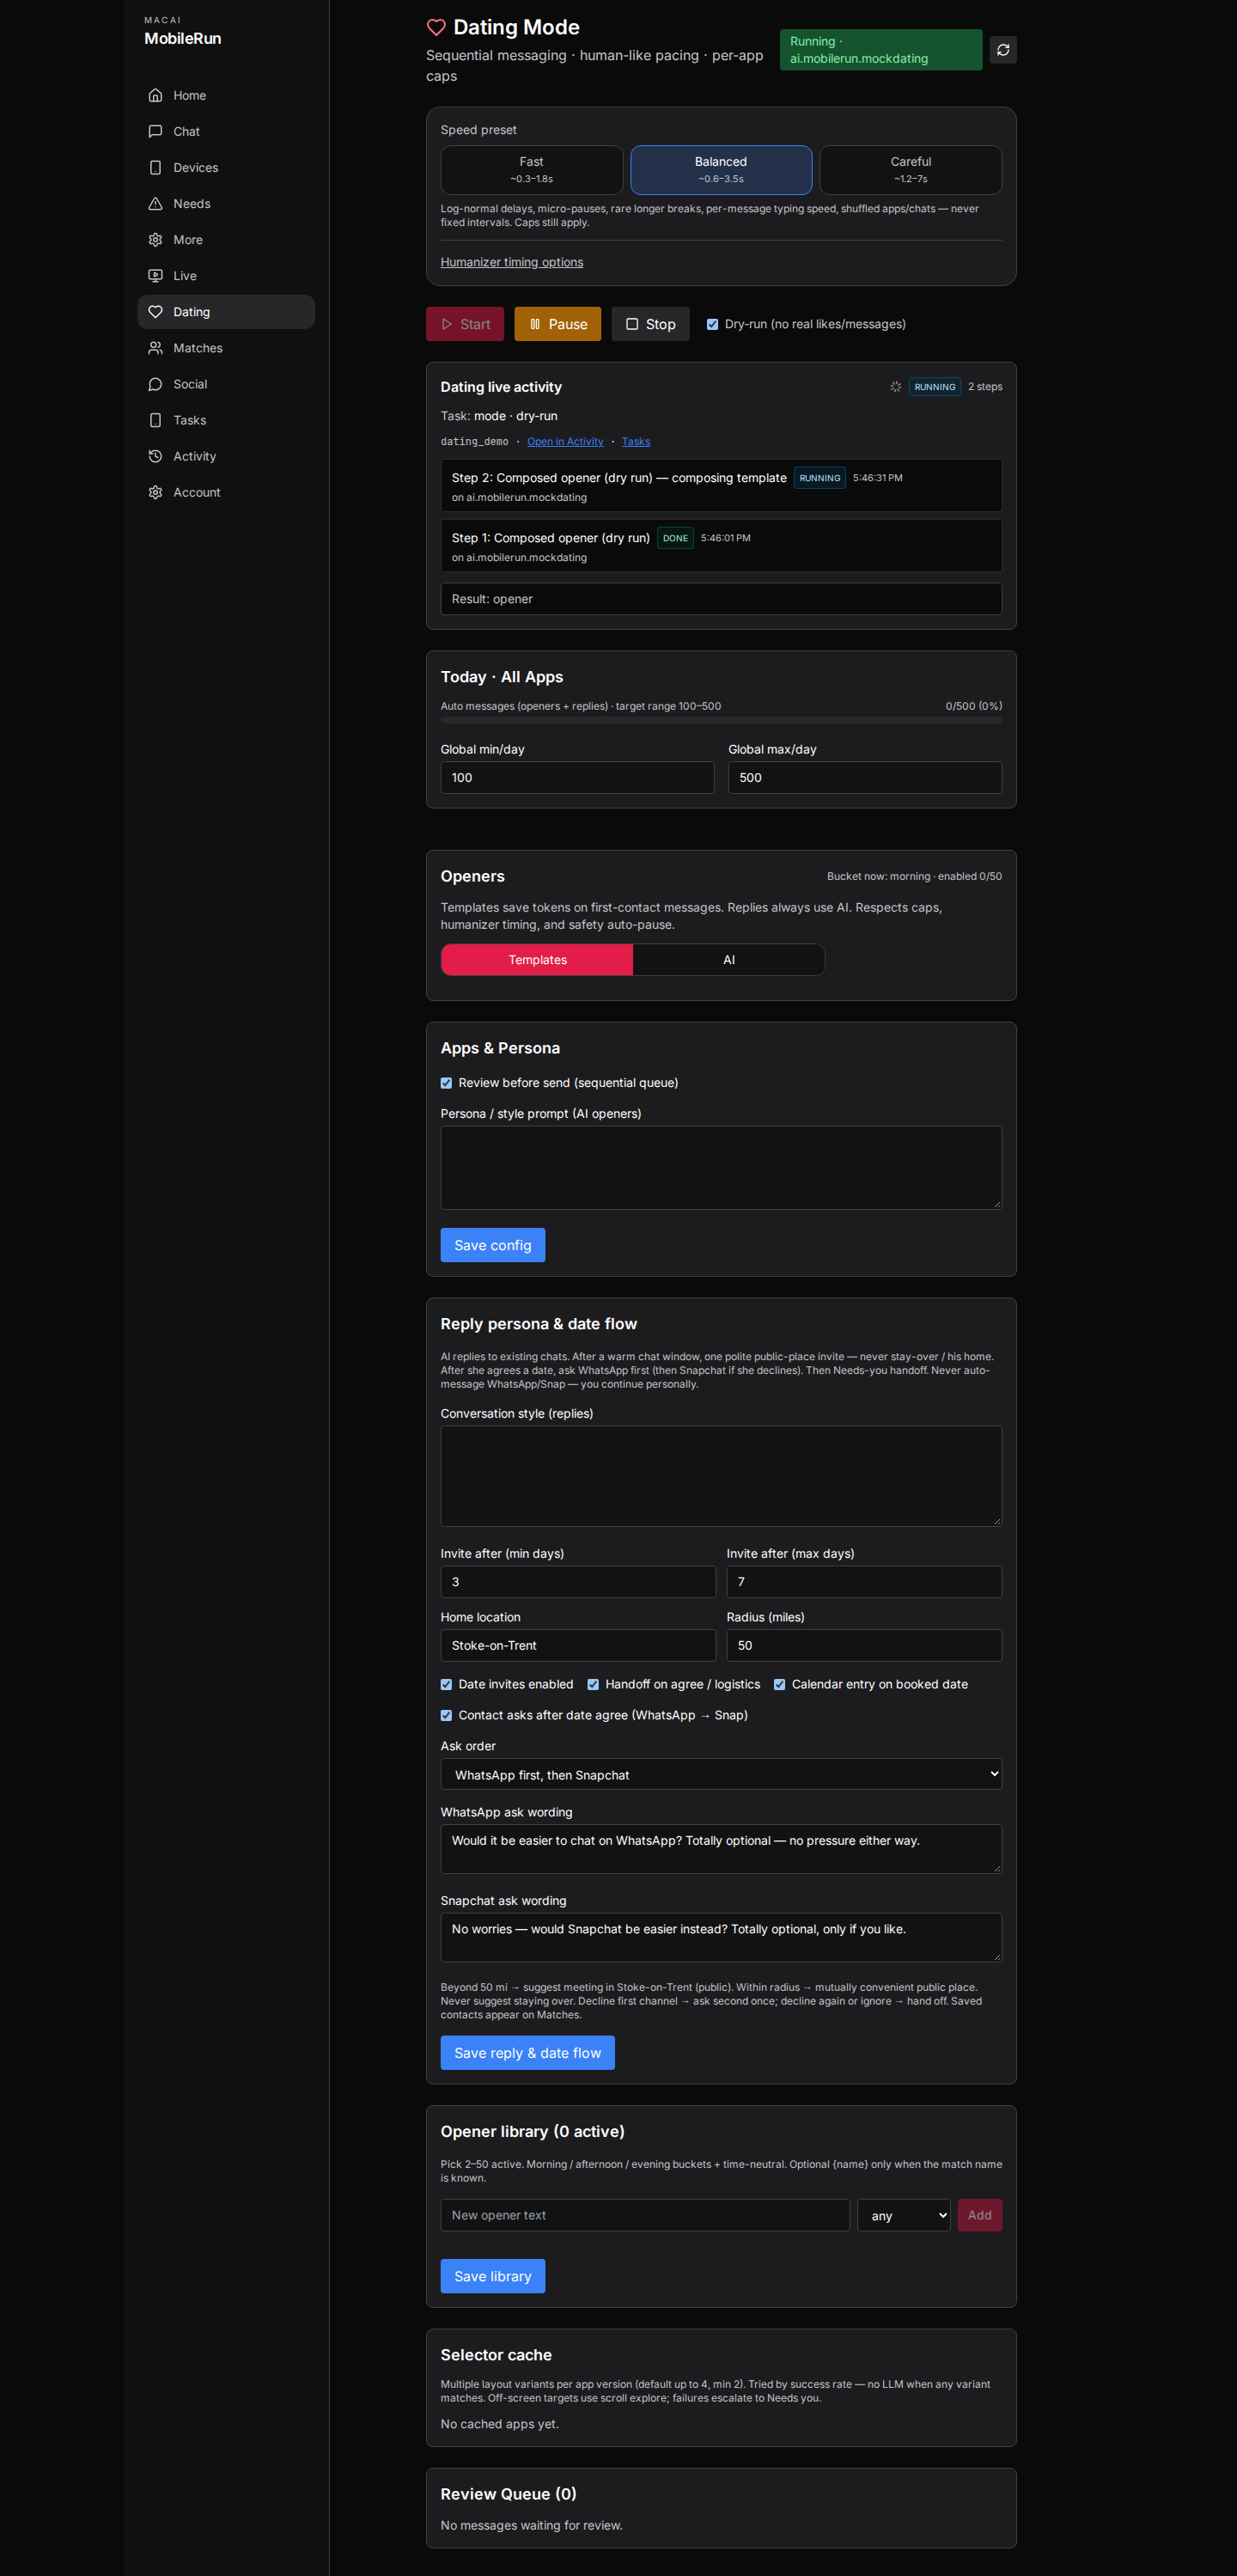 MACAI
MobileRun
Home
Chat
Devices
Needs
More
Live
Dating
Matches
Social
Tasks
Activity
Account
Dating Mode
Sequential messaging · human-like pacing · per-app
caps
Running ·
ai.mobilerun.mockdating
Speed preset
Fast
~0.3–1.8s
Balanced
~0.6–3.5s
Careful
~1.2–7s
Log-normal delays, micro-pauses, rare longer breaks, per-message typing speed, shuffled apps/chats — never
fixed intervals. Caps still apply.
Humanizer timing options
Start
Pause
Stop
Dry-run (no real likes/messages)
Dating live activity
RUNNING
2 steps
Task: mode · dry-run
dating_demo · Open in Activity · Tasks
Step 2: Composed opener (dry run) — composing template RUNNING 5:46:31 PM
on ai.mobilerun.mockdating
Step 1: Composed opener (dry run) DONE 5:46:01 PM
on ai.mobilerun.mockdating
Result: opener
Today · All Apps
Auto messages (openers + replies) · target range 100–500
0/500 (0%)
Global min/day
Global max/day
100
500
Openers
Bucket now: morning · enabled 0/50
Templates save tokens on first-contact messages. Replies always use AI. Respects caps,
humanizer timing, and safety auto-pause.
Templates
AI
Apps & Persona
Review before send (sequential queue)
Persona / style prompt (AI openers)
Save config
Reply persona & date flow
AI replies to existing chats. After a warm chat window, one polite public-place invite — never stay-over / his home.
After she agrees a date, ask WhatsApp first (then Snapchat if she declines). Then Needs-you handoff. Never auto-
message WhatsApp/Snap — you continue personally.
Conversation style (replies)
Invite after (min days)
Invite after (max days)
3
7
Home location
Radius (miles)
Stoke-on-Trent
50
Date invites enabled
Handoff on agree / logistics
Calendar entry on booked date
Contact asks after date agree (WhatsApp → Snap)
Ask order
WhatsApp first, then Snapchat
WhatsApp ask wording
Would it be easier to chat on WhatsApp? Totally optional — no pressure either way.
Snapchat ask wording
No worries — would Snapchat be easier instead? Totally optional, only if you like.
Beyond 50 mi → suggest meeting in Stoke-on-Trent (public). Within radius → mutually convenient public place.
Never suggest staying over. Decline first channel → ask second once; decline again or ignore → hand off. Saved
contacts appear on Matches.
Save reply & date flow
Opener library (0 active)
Pick 2–50 active. Morning / afternoon / evening buckets + time-neutral. Optional {name} only when the match name
is known.
New opener text
any
Add
Save library
Selector cache
Multiple layout variants per app version (default up to 4, min 2). Tried by success rate — no LLM when any variant
matches. Off-screen targets use scroll explore; failures escalate to Needs you.
No cached apps yet.
Review Queue (0)
No messages waiting for review.